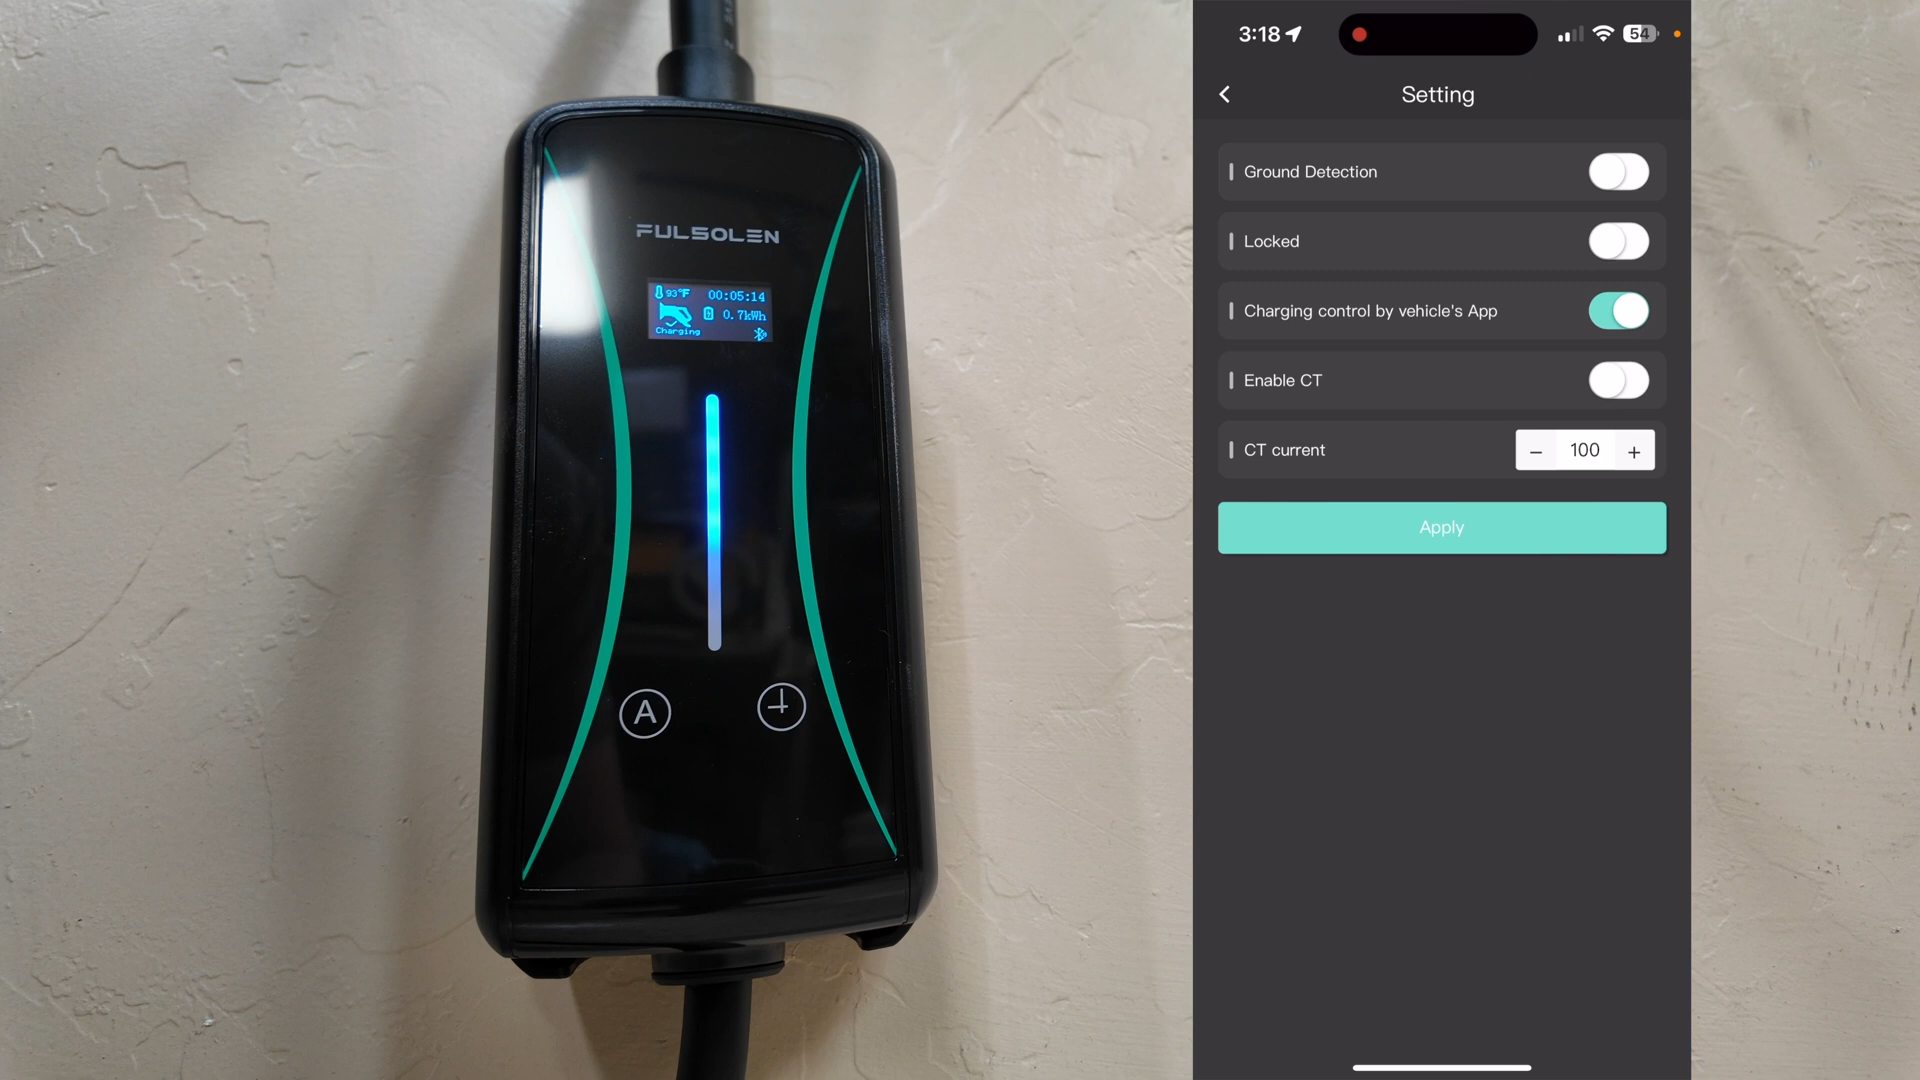 FULSOLEN
93°F 00:05:14
0.7kWh
Charging
A
3:18
54
Setting
Ground Detection
Locked
Charging control by vehicle's App
Enable CT
CT current
− 100 +
Apply